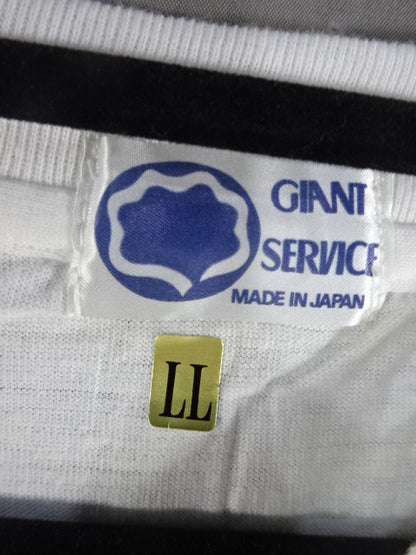 GIANT
SERVICE
MADE IN JAPAN
LL